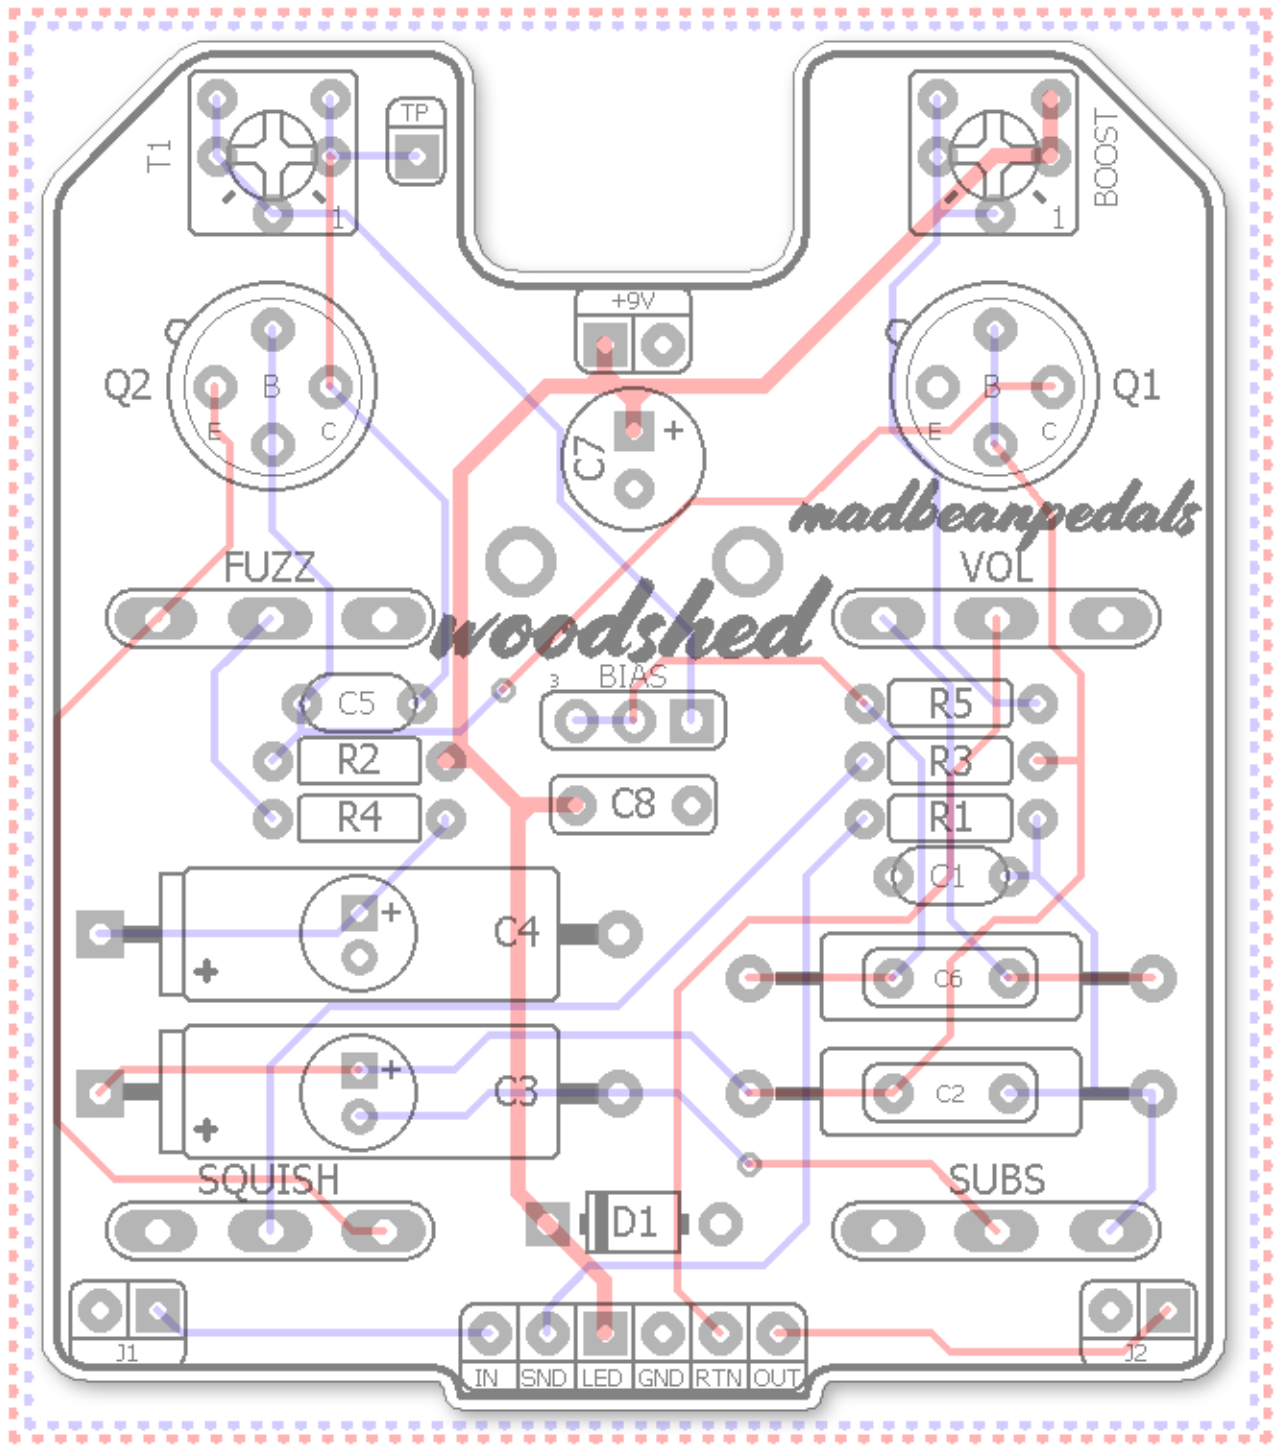 TP
T1
1
BOOST
1
+9V
Q2
B
E
C
C7
+
Q1
B
E
C
madbeanpedals
FUZZ
VOL
woodshed
BIAS
3
C5
R5
R2
R3
C8
R4
R1
C1
+
C4
+
C6
+
C3
C2
+
SQUISH
SUBS
D1
J1
J2
IN SND LED GND RTN OUT